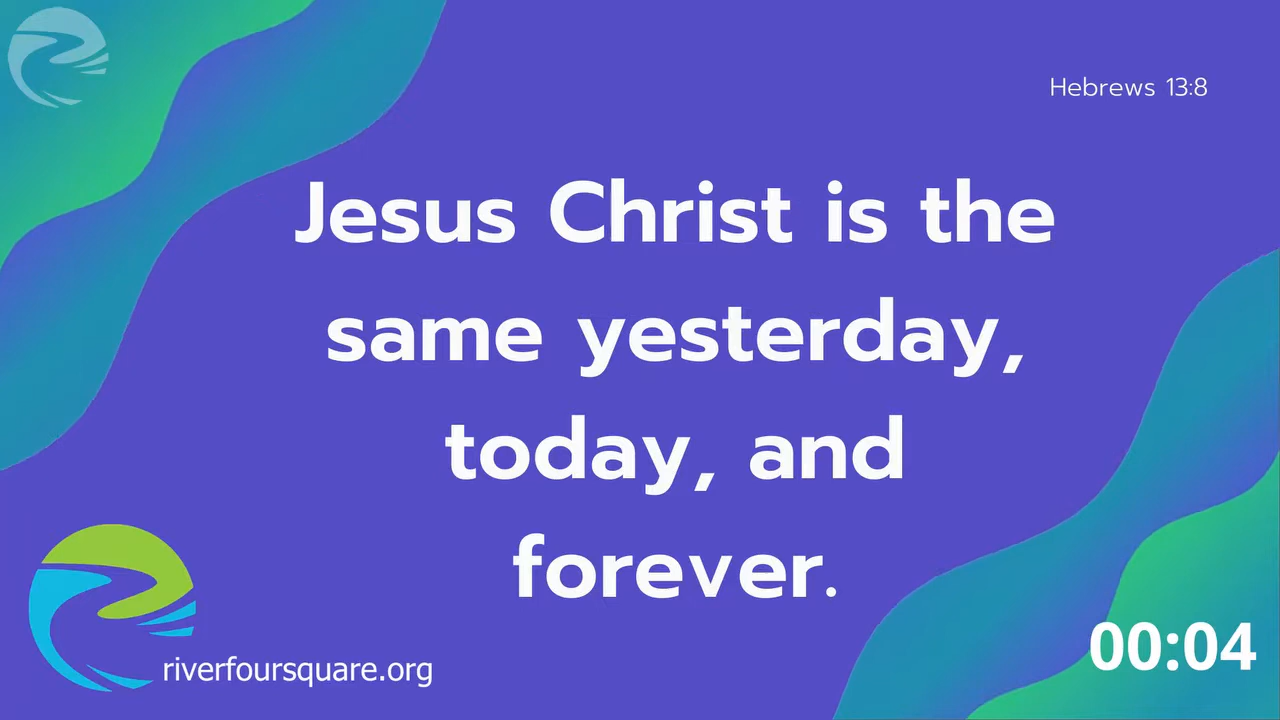 Hebrews 13:8
Jesus Christ is the
same yesterday,
today, and
forever.
riverfoursquare.org
00:04